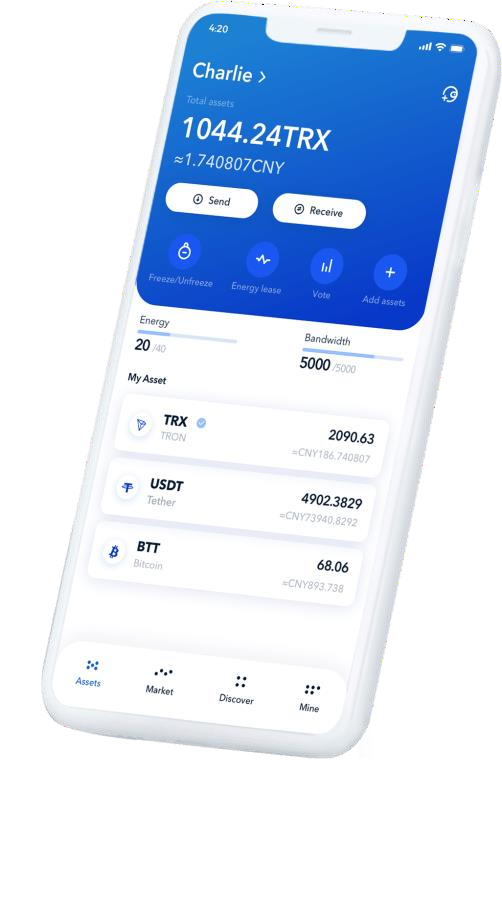 4:20
Charlie
Total assets
1044.24TRX
≈1.740807CNY
Send
Receive
Freeze/Unfreeze
Energy lease
Vote
Add assets
Energy
20 /40
Bandwidth
5000 /5000
My Asset
TRX
TRON
2090.63
≈CNY186.740807
USDT
Tether
4902.3829
≈CNY73940.8292
BTT
Bitcoin
68.06
≈CNY893.738
Assets
Market
Discover
Mine